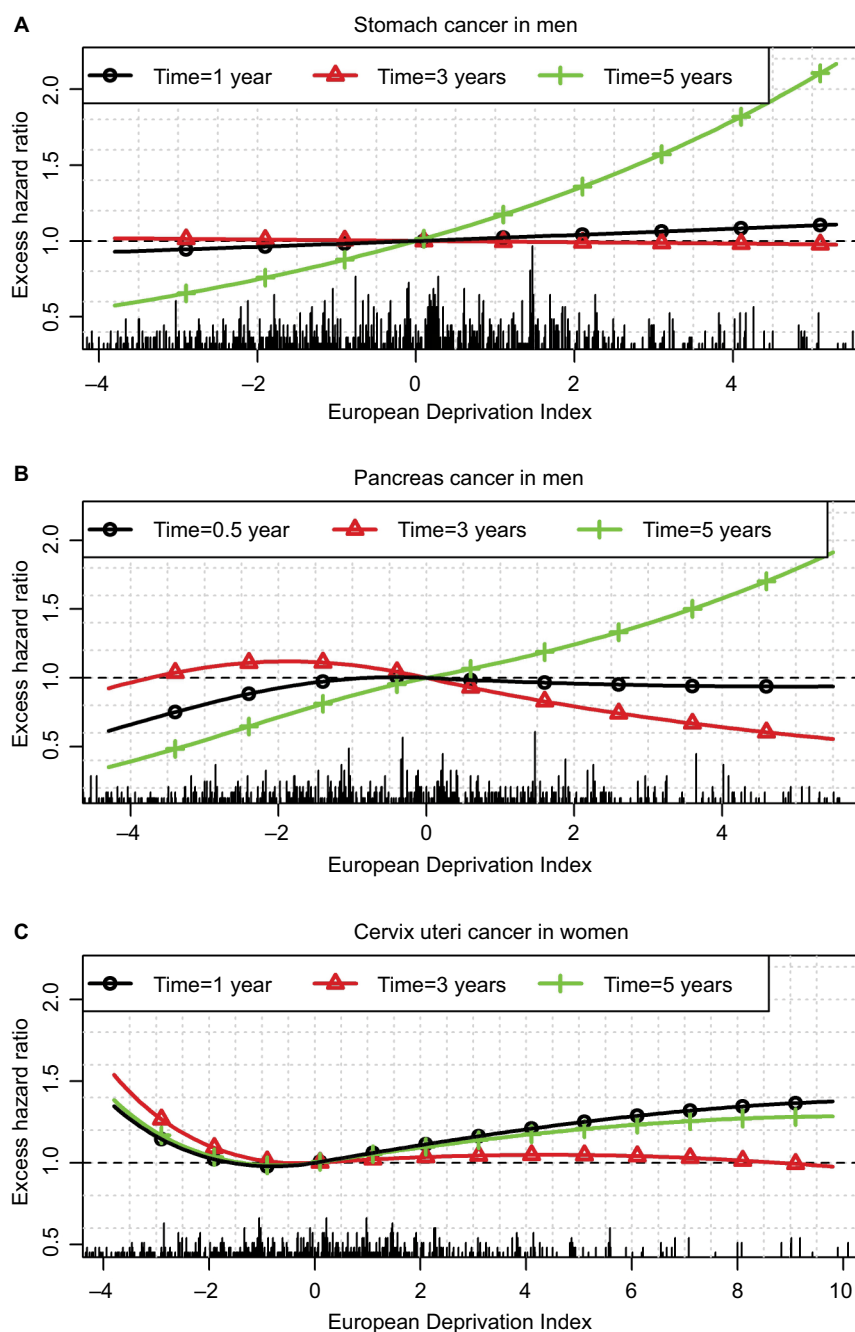 A
Stomach cancer in men
Time=1 year Time=3 years Time=5 years
Excess hazard ratio
2.0
1.5
1.0
0.5
–4 –2 0 2 4
European Deprivation Index
B
Pancreas cancer in men
Time=0.5 year Time=3 years Time=5 years
Excess hazard ratio
2.0
1.5
1.0
0.5
–4 –2 0 2 4
European Deprivation Index
C
Cervix uteri cancer in women
Time=1 year Time=3 years Time=5 years
Excess hazard ratio
2.0
1.5
1.0
0.5
–4 –2 0 2 4 6 8 10
European Deprivation Index